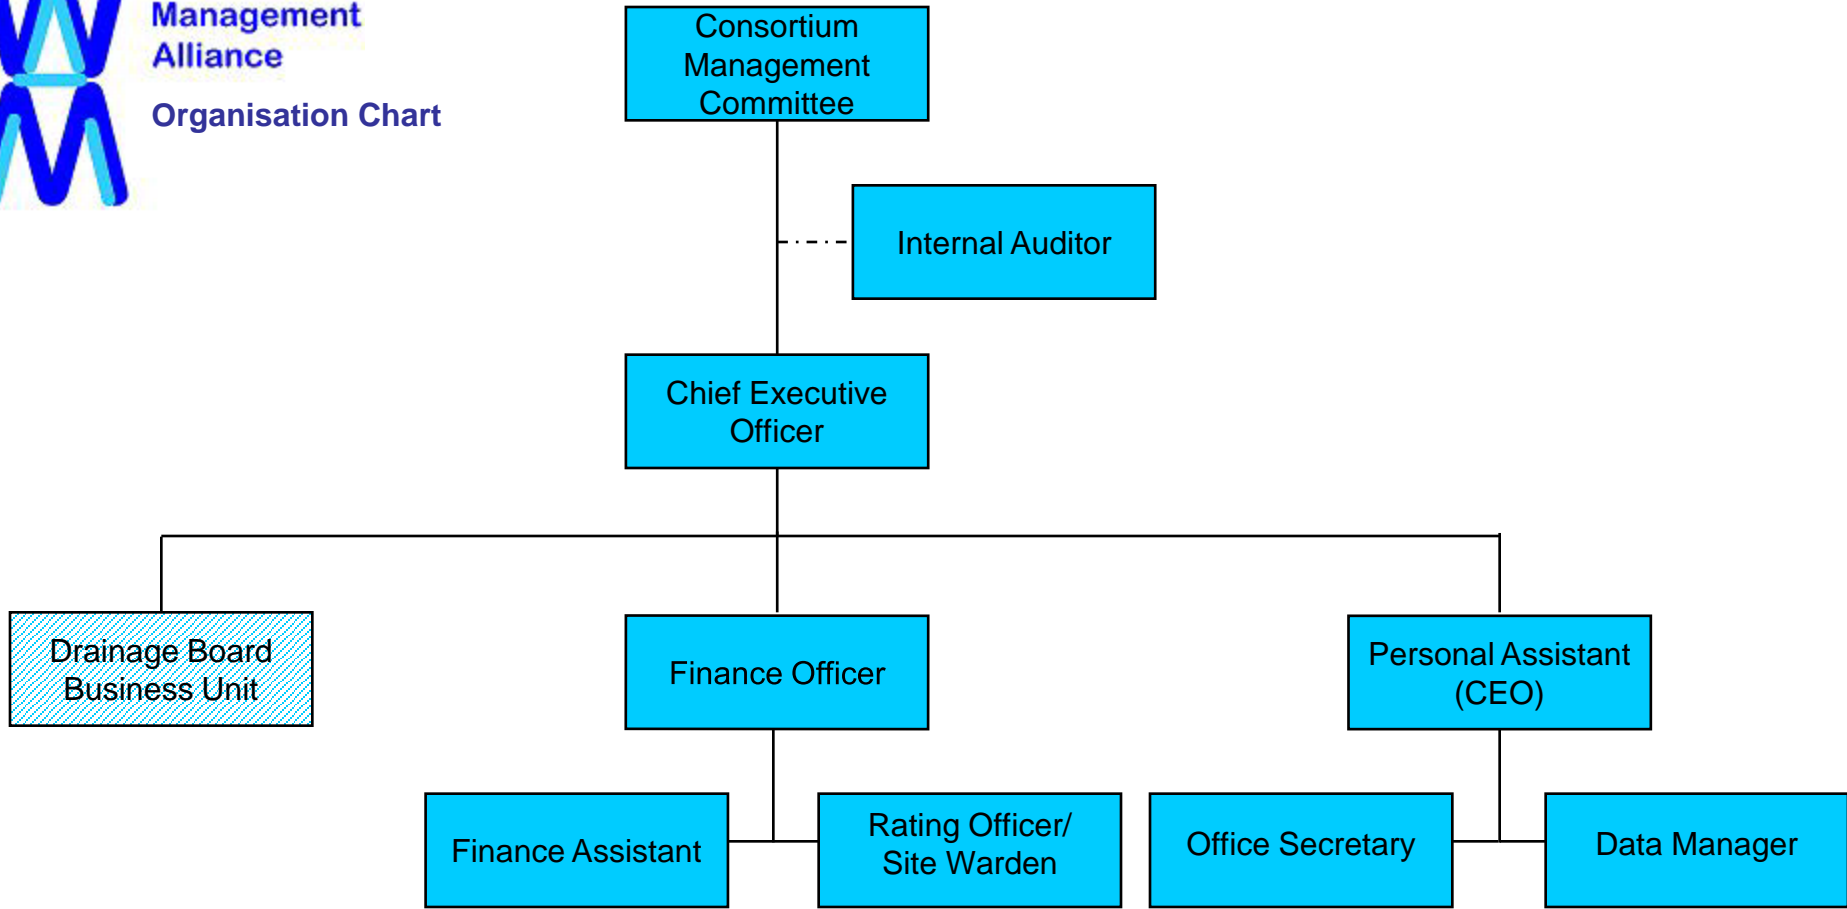 Management
Alliance
Organisation Chart
Consortium
Management
Committee
Internal Auditor
Chief Executive
Officer
Drainage Board
Business Unit
Finance Officer
Personal Assistant
(CEO)
Finance Assistant
Rating Officer/
Site Warden
Office Secretary
Data Manager